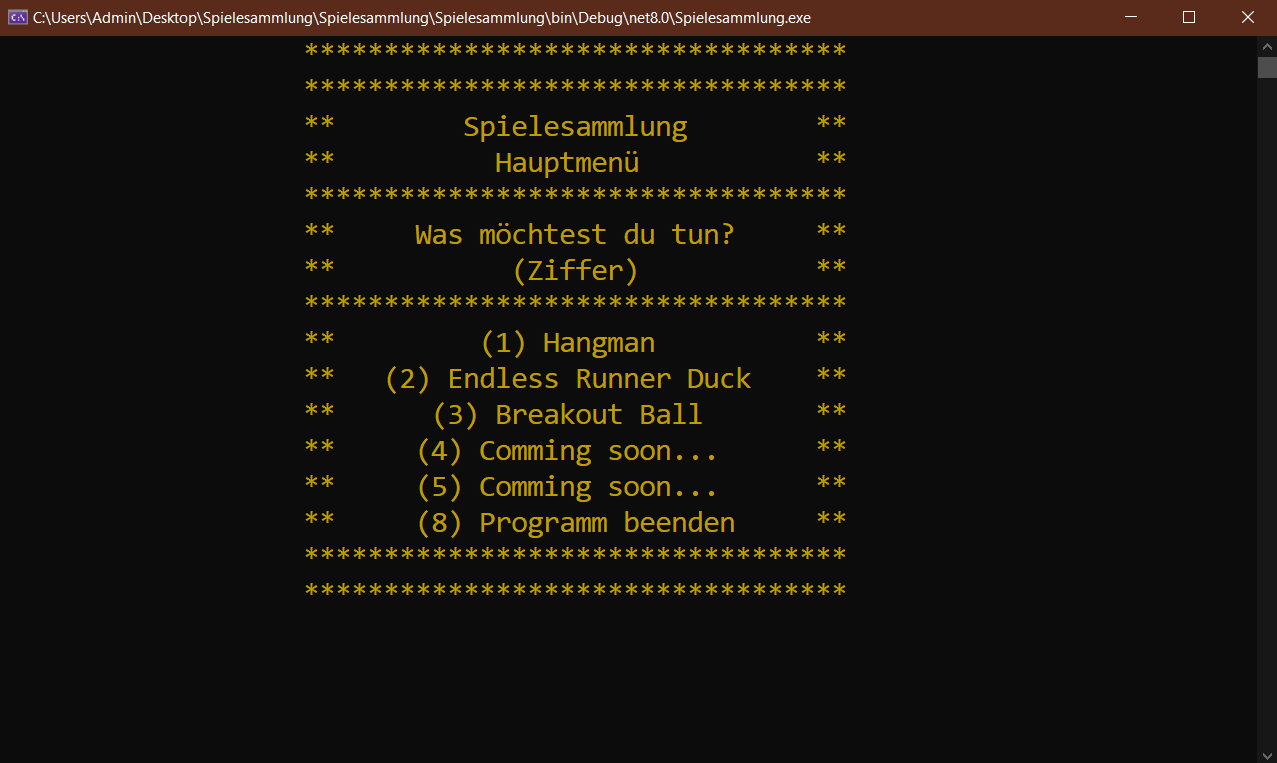 C:\Users\Admin\Desktop\Spielesammlung\Spielesammlung\Spielesammlung\bin\Debug\net8.0\Spielesammlung.exe
**********************************
**********************************
** Spielesammlung **
** Hauptmenü **
**********************************
** Was möchtest du tun? **
** (Ziffer) **
**********************************
** (1) Hangman **
** (2) Endless Runner Duck **
** (3) Breakout Ball **
** (4) Comming soon... **
** (5) Comming soon... **
** (8) Programm beenden **
**********************************
**********************************